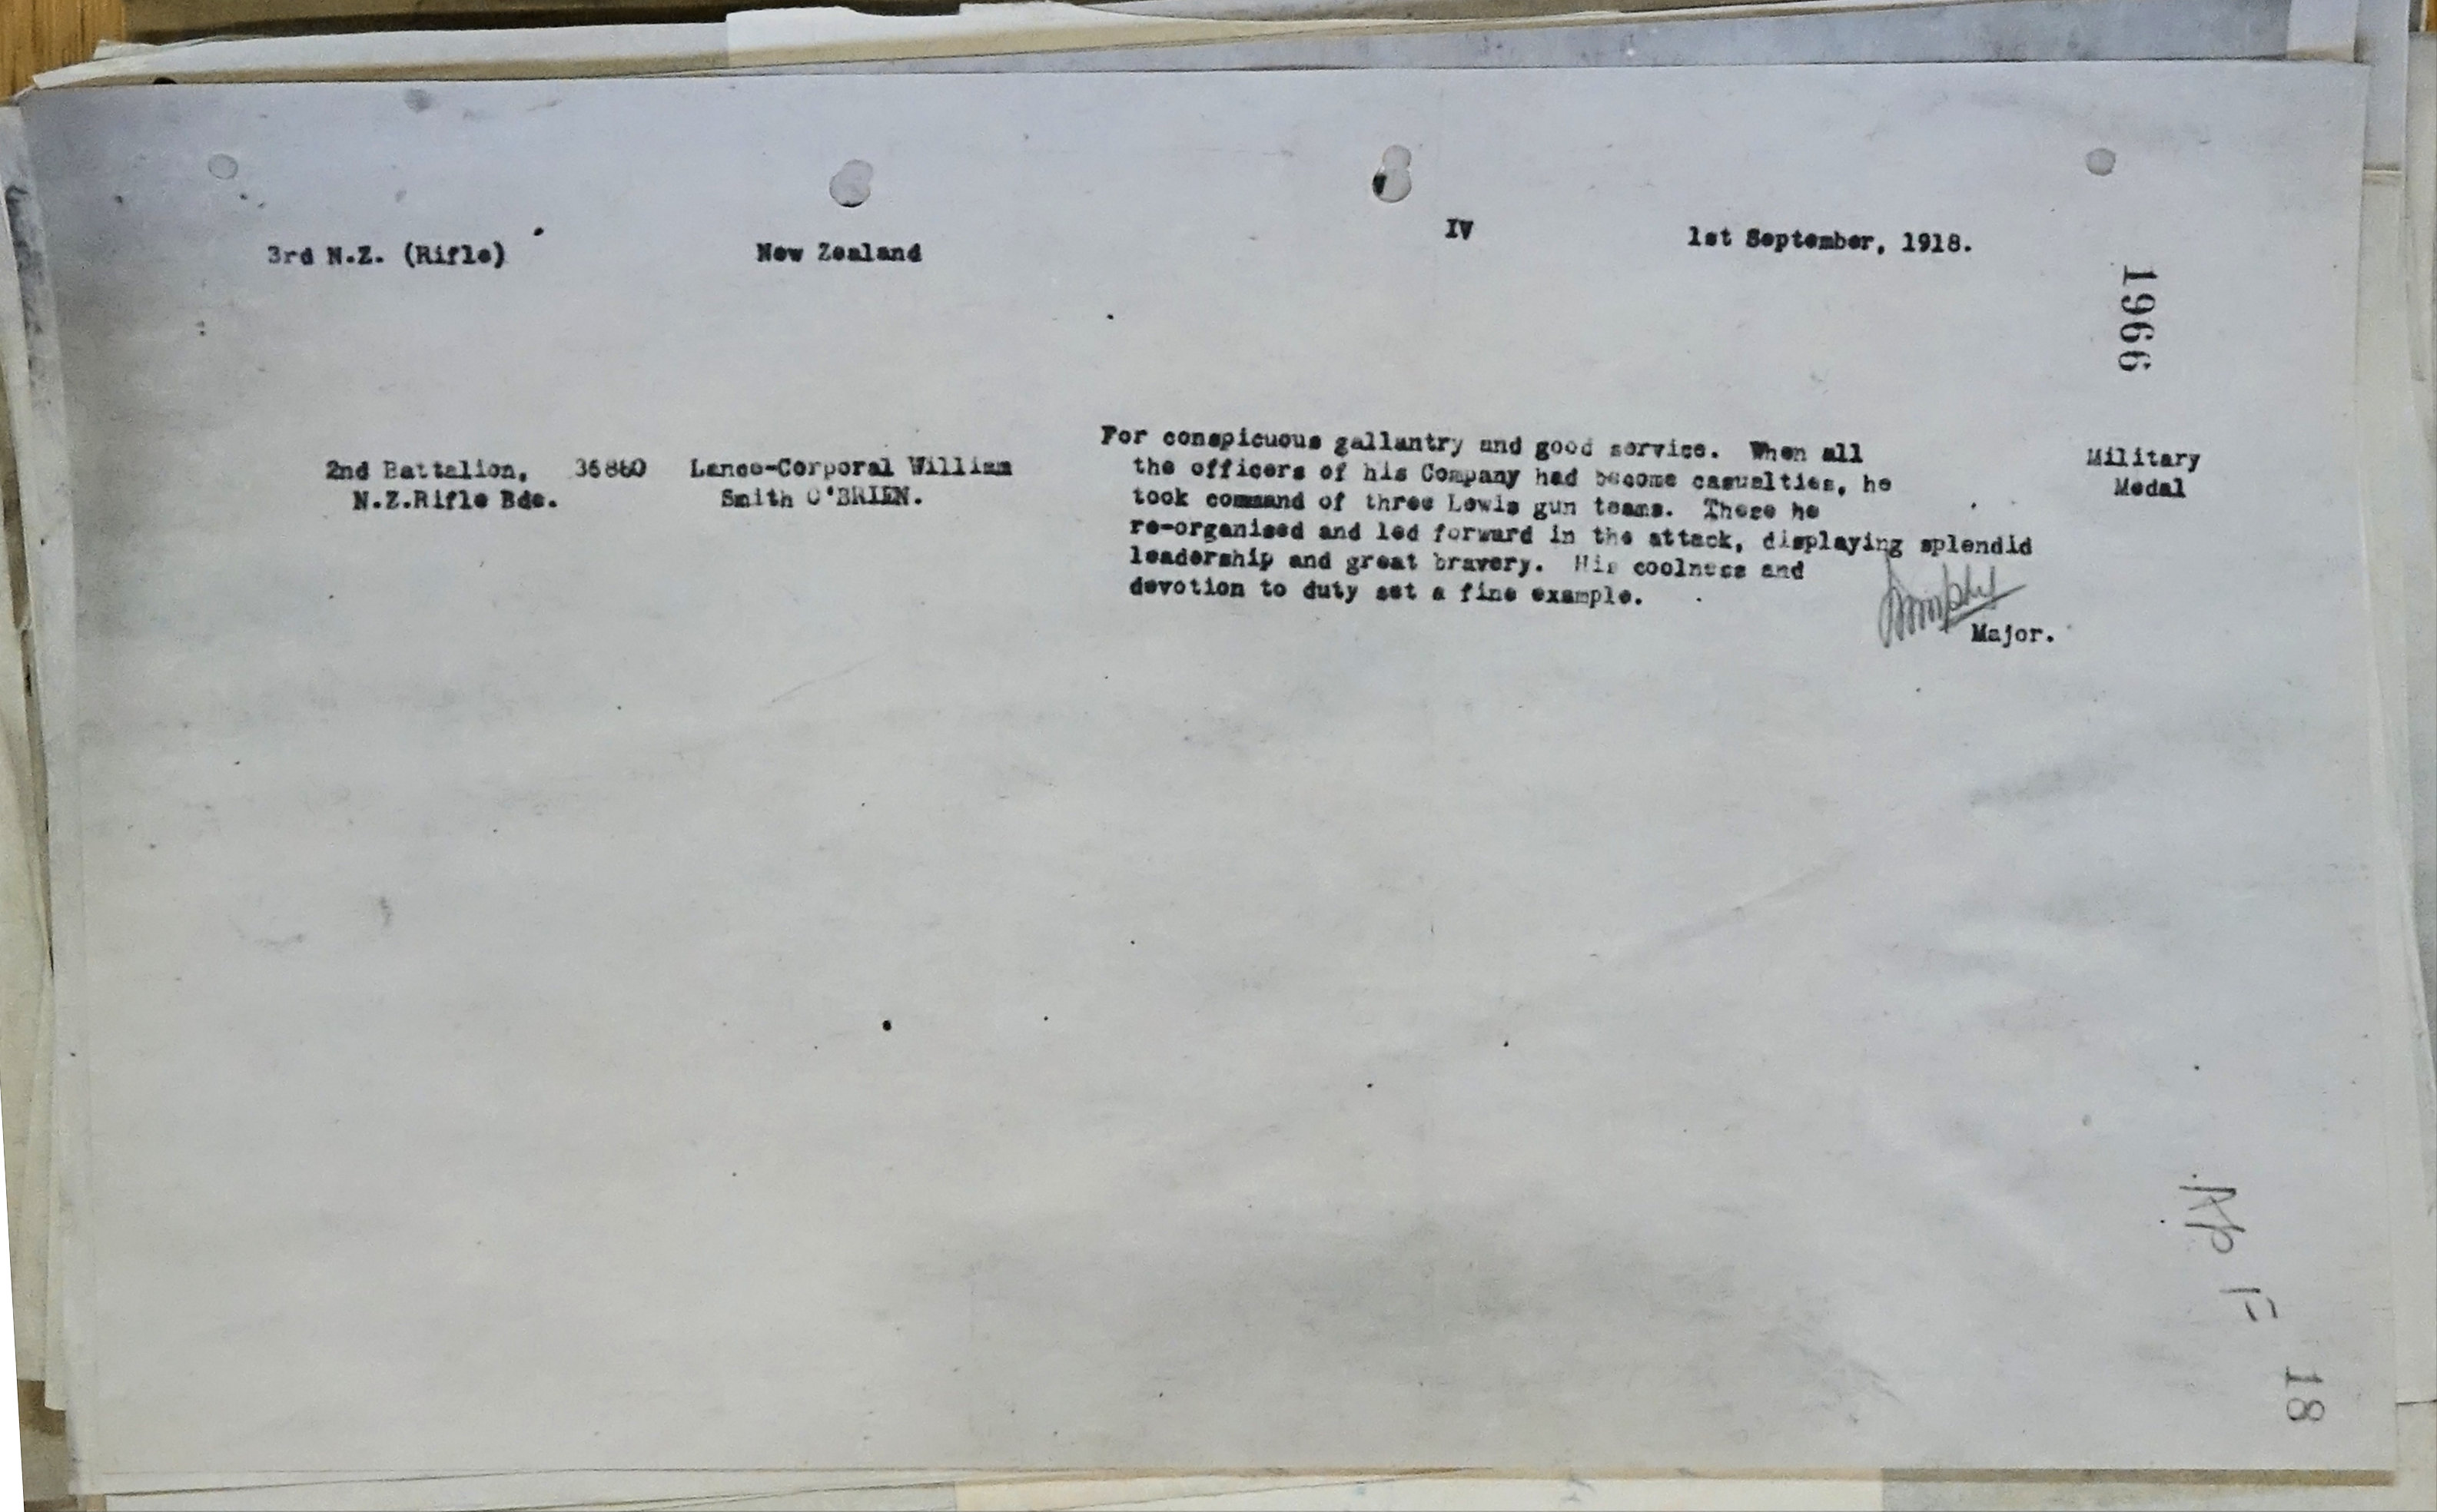 3rd N.Z. (Rifle)
New Zealand
IV
1st September, 1918.
1966
2nd Battalion,
N.Z.Rifle Bde.
36860
Lance-Corporal William
Smith O'BRIEN.
For conspicuous gallantry and good service. When all
the officers of his Company had become casualties, he
took command of three Lewis gun teams. These he
re-organised and led forward in the attack, displaying splendid
leadership and great bravery. His coolness and
devotion to duty set a fine example.
Major.
Military
Medal
Ap F
18